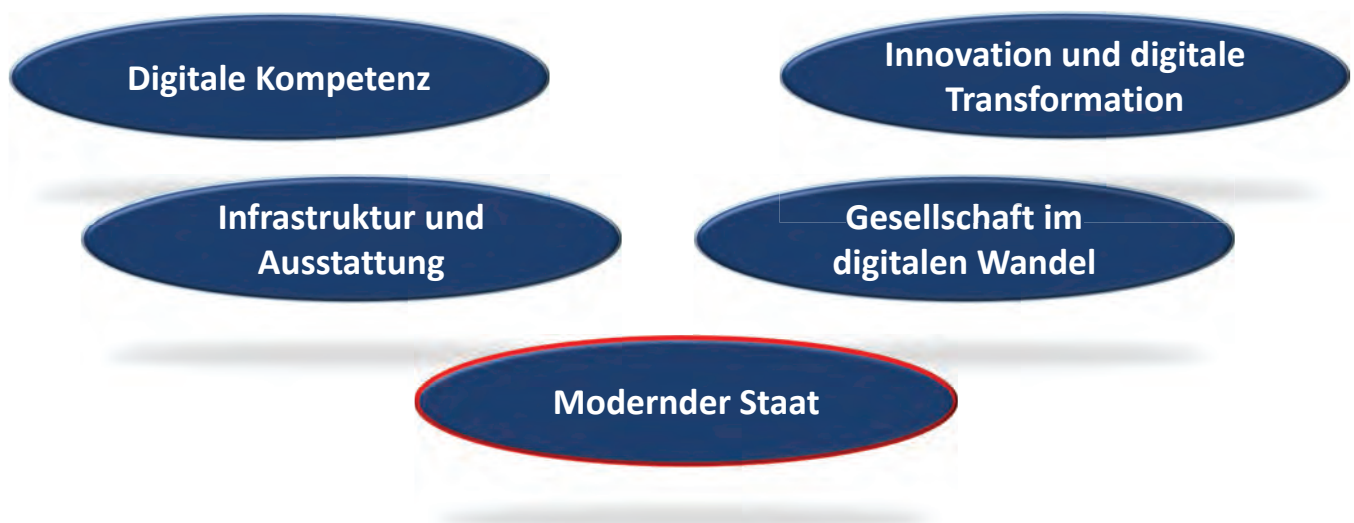 Digitale Kompetenz
Innovation und digitale
Transformation
Infrastruktur und
Ausstattung
Gesellschaft im
digitalen Wandel
Modernder Staat